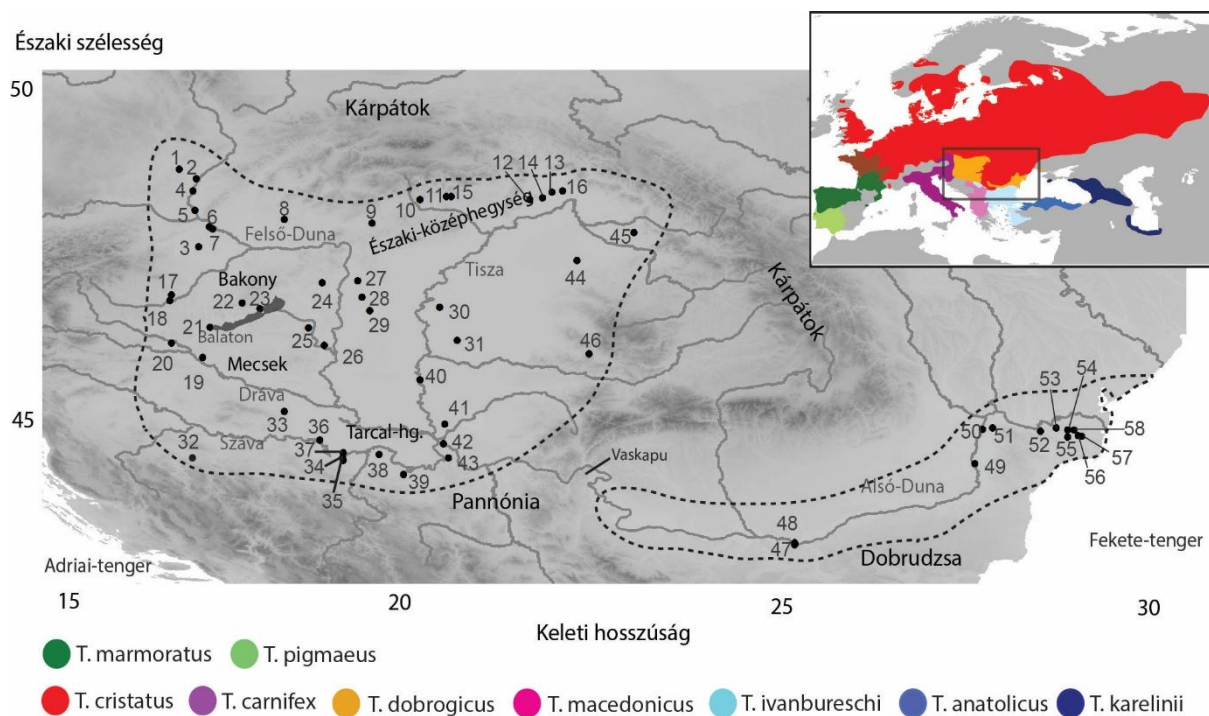 Északi szélesség
50
Kárpátok
1
2
4
5
6
7
3
8
Felső-Duna
9
10
11
15
12
14
13
16
Északi-középhegység
45
44
Tisza
17
18
Bakony
22
23
24
27
28
29
30
Kárpátok
21
Balaton
25
26
31
46
20
19
Mecsek
40
45
Dráva
33
36
41
Száva
32
37
34
35
Tarcal-hg.
38
39
42
43
Pannónia
Vaskapu
53
54
50
51
52
55
58
57
56
49
Alsó-Duna
48
47
Dobrudzsa
Fekete-tenger
Adriai-tenger
15
20
25
30
Keleti hosszúság
T. marmoratus
T. pigmaeus
T. cristatus
T. carnifex
T. dobrogicus
T. macedonicus
T. ivanbureschi
T. anatolicus
T. karelinii